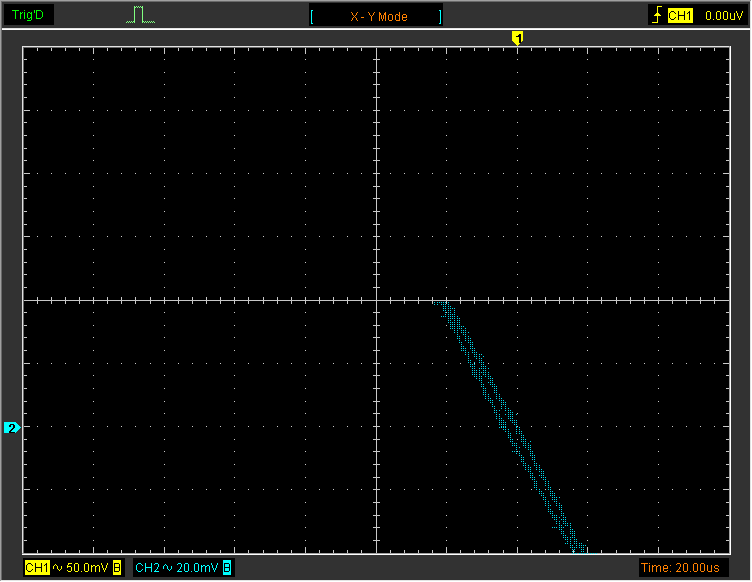 Trig'D [ X - Y Mode ] CH1 0.00uV
1
2
CH1 50.0mV B CH2 20.0mV B Time: 20.00us